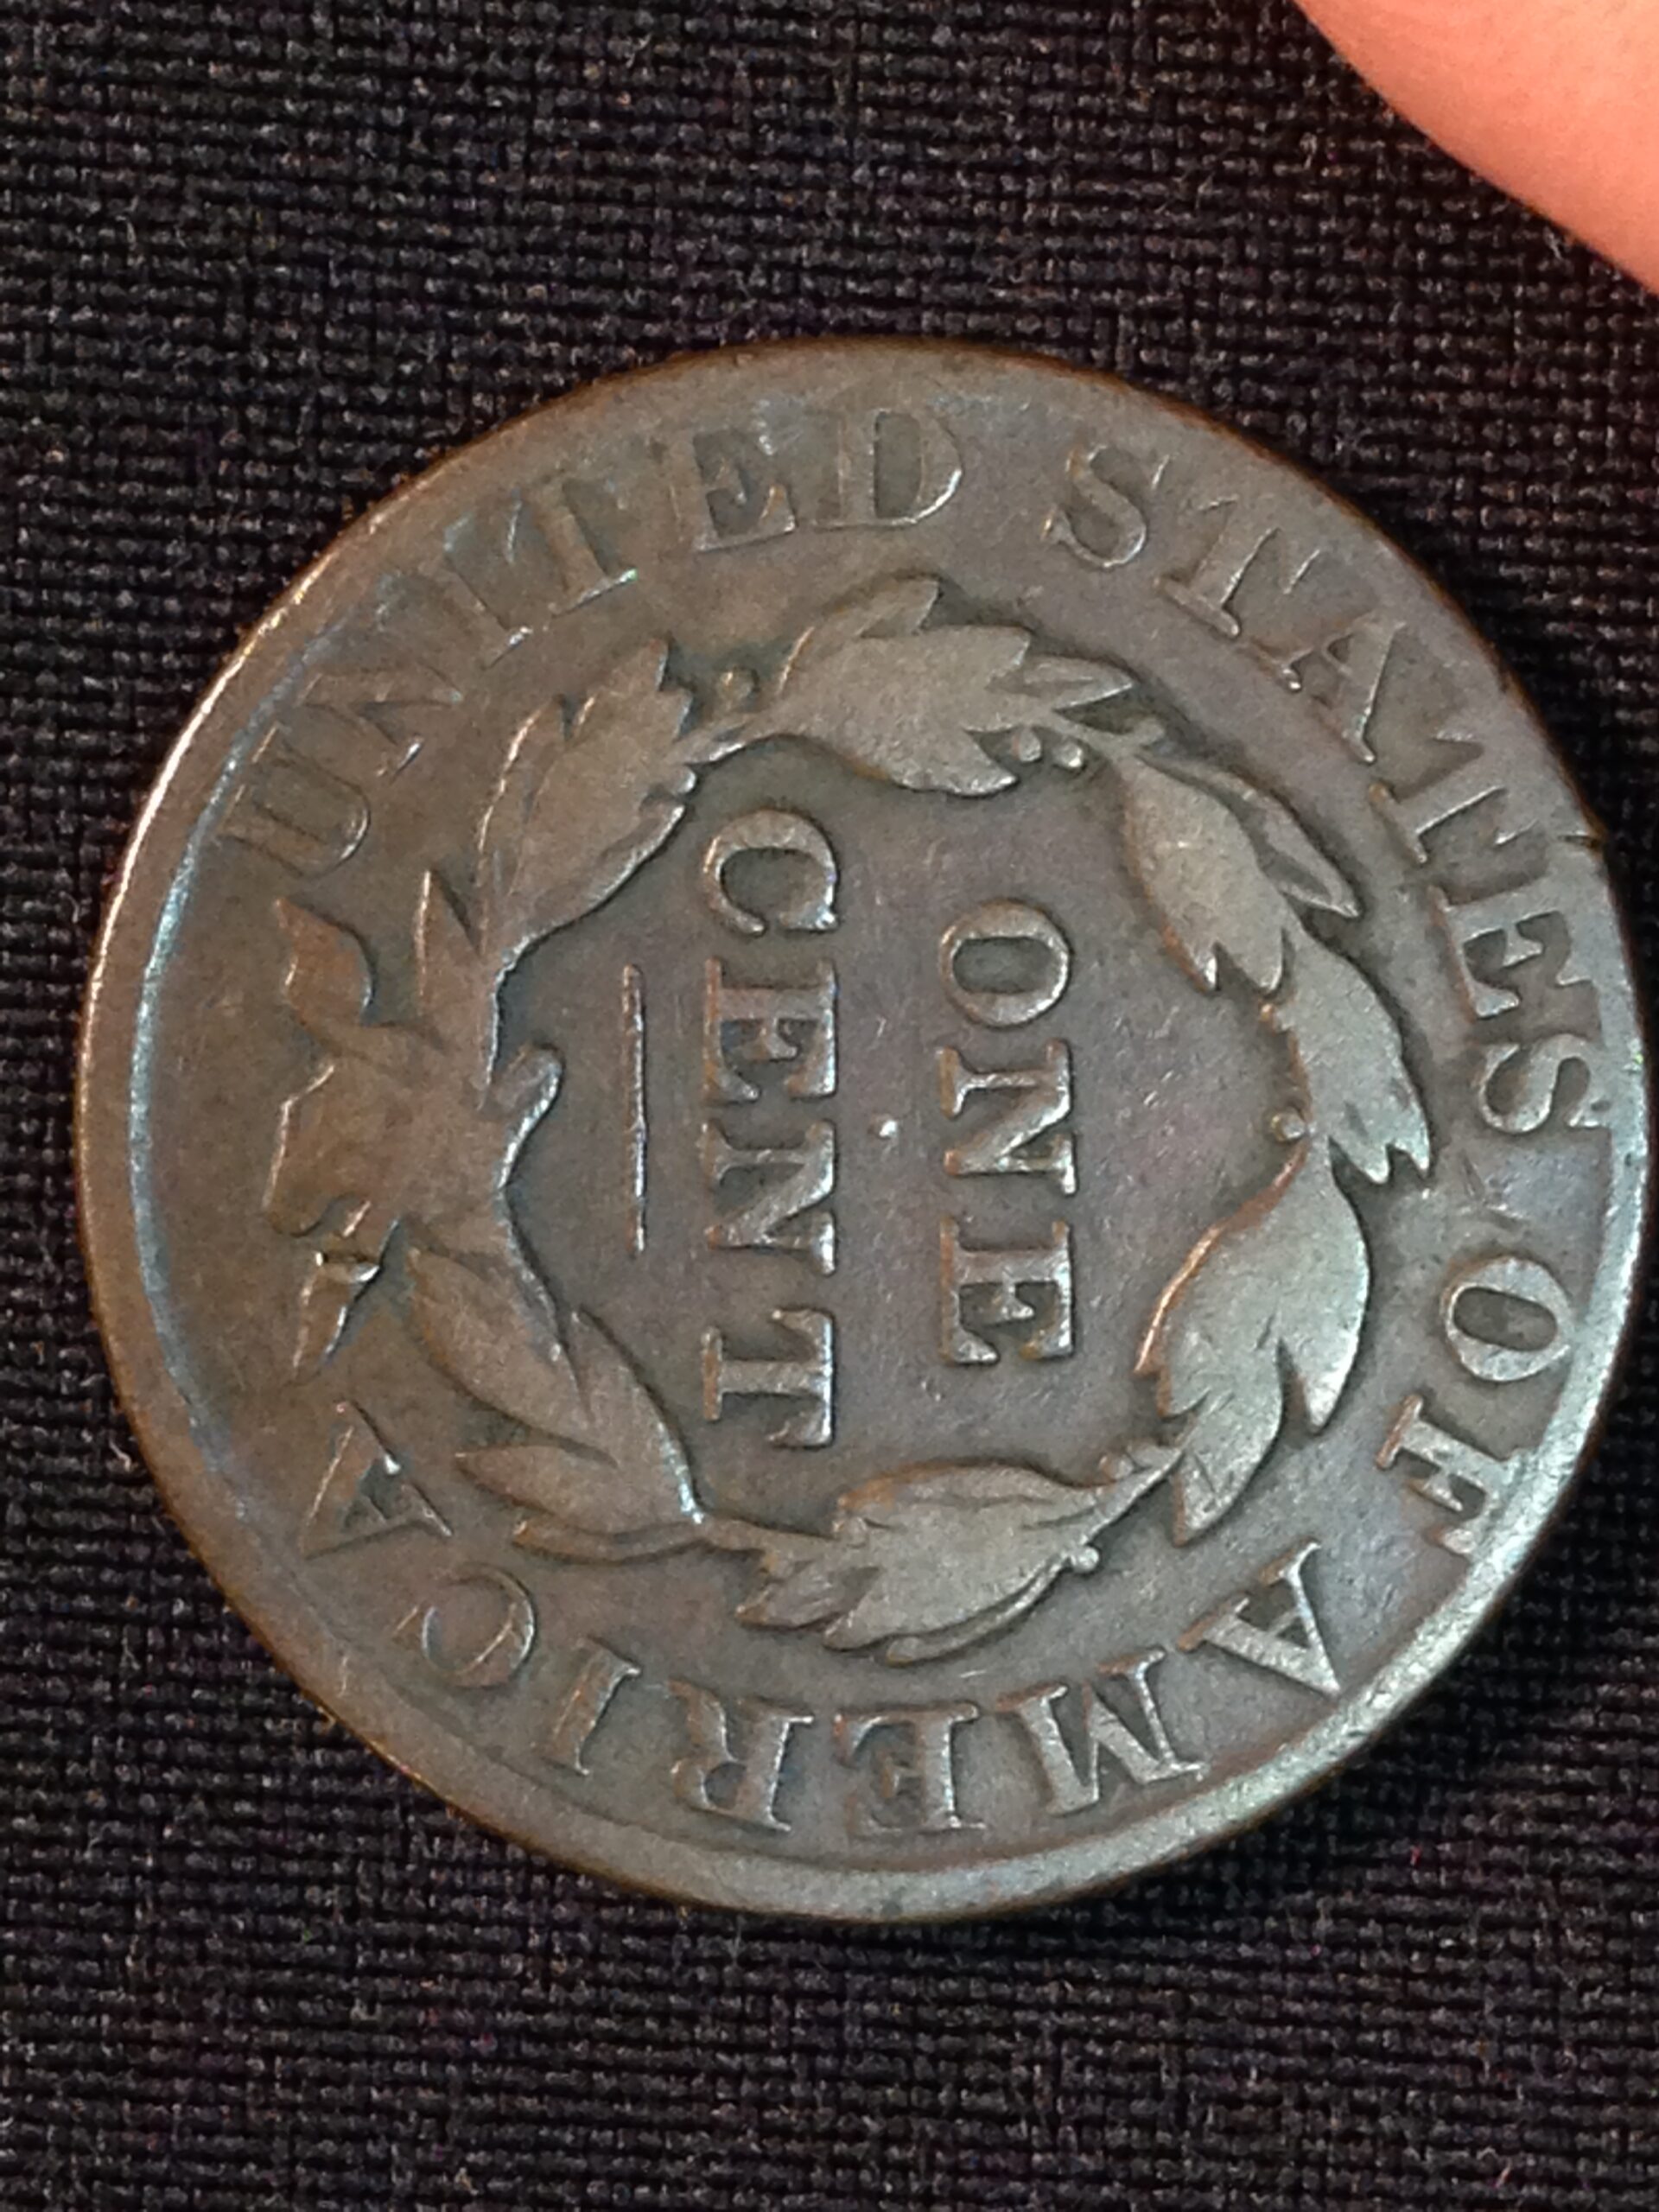 UNITED STATES OF AMERICA
ONE
CENT